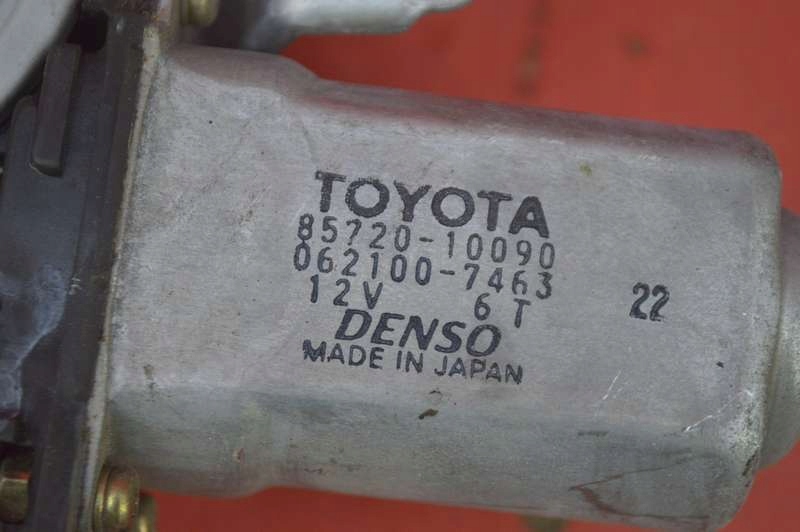 TOYOTA
85720-10090
062100-7463
12V 6T
22
DENSO
MADE IN JAPAN